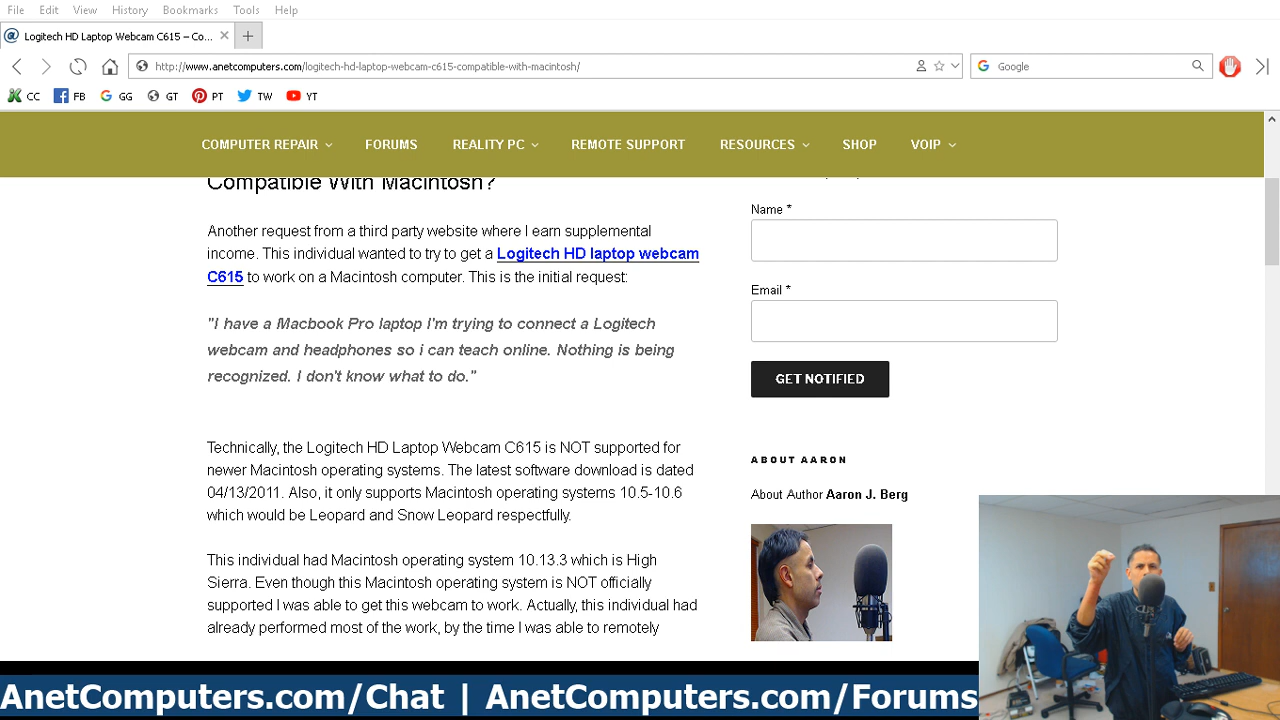 File Edit View History Bookmarks Tools Help
Logitech HD Laptop Webcam C615 – Co...
http://www.anetcomputers.com/logitech-hd-laptop-webcam-c615-compatible-with-macintosh/
Google
CC FB GG GT PT TW YT
COMPUTER REPAIR FORUMS REALITY PC REMOTE SUPPORT RESOURCES SHOP VOIP
Compatible With Macintosh?
Another request from a third party website where I earn supplemental
income. This individual wanted to try to get a Logitech HD laptop webcam
C615 to work on a Macintosh computer. This is the initial request:
"I have a Macbook Pro laptop I'm trying to connect a Logitech
webcam and headphones so i can teach online. Nothing is being
recognized. I don't know what to do."
Technically, the Logitech HD Laptop Webcam C615 is NOT supported for
newer Macintosh operating systems. The latest software download is dated
04/13/2011. Also, it only supports Macintosh operating systems 10.5-10.6
which would be Leopard and Snow Leopard respectfully.
This individual had Macintosh operating system 10.13.3 which is High
Sierra. Even though this Macintosh operating system is NOT officially
supported I was able to get this webcam to work. Actually, this individual had
already performed most of the work, by the time I was able to remotely
Name *
Email *
GET NOTIFIED
ABOUT AARON
About Author Aaron J. Berg
AnetComputers.com/Chat | AnetComputers.com/Forums